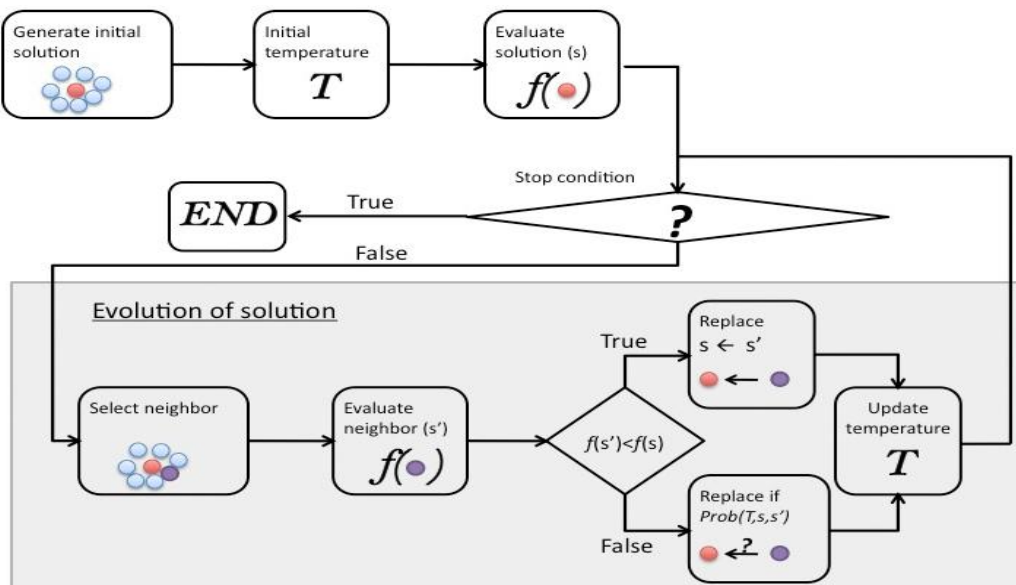 Generate initial
solution
Initial
temperature
T
Evaluate
solution (s)
f( )
Stop condition
?
True
END
False
Evolution of solution
Select neighbor
Evaluate
neighbor (s’)
f( )
f(s’)<f(s)
True
Replace
s ← s’
False
Replace if
Prob(T,s,s’)
?
Update
temperature
T